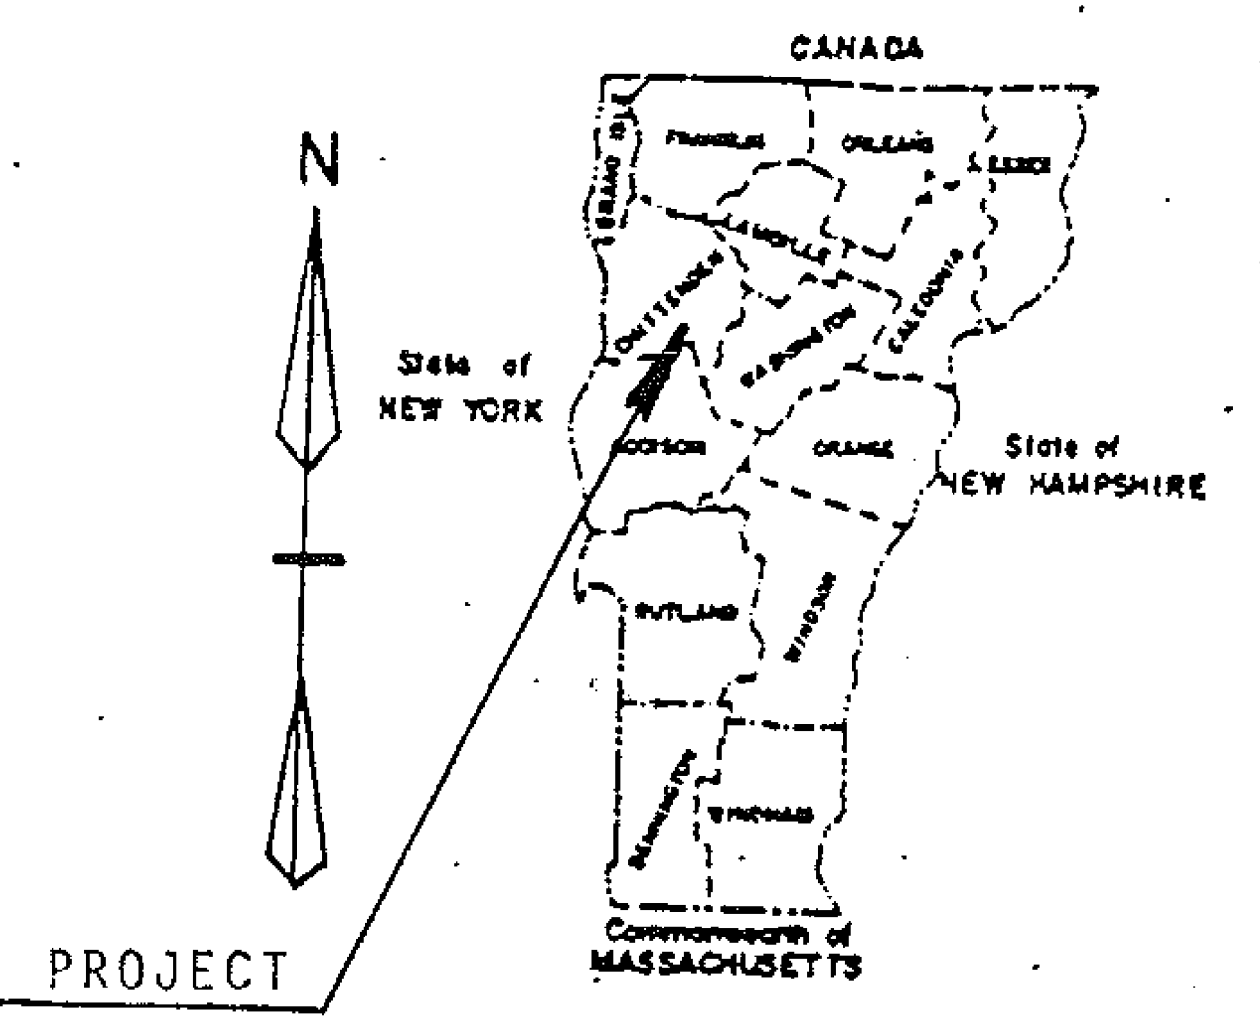 CANADA
N
GRAND ISLE
FRANKLIN
ORLEANS
ESSEX
LAMOILLE
CHITTENDEN
CALEDONIA
WASHINGTON
State of
NEW YORK
ADDISON
ORANGE
State of
NEW HAMPSHIRE
RUTLAND
WINDSOR
BENNINGTON
WINDHAM
Commonwealth of
MASSACHUSETTS
PROJECT